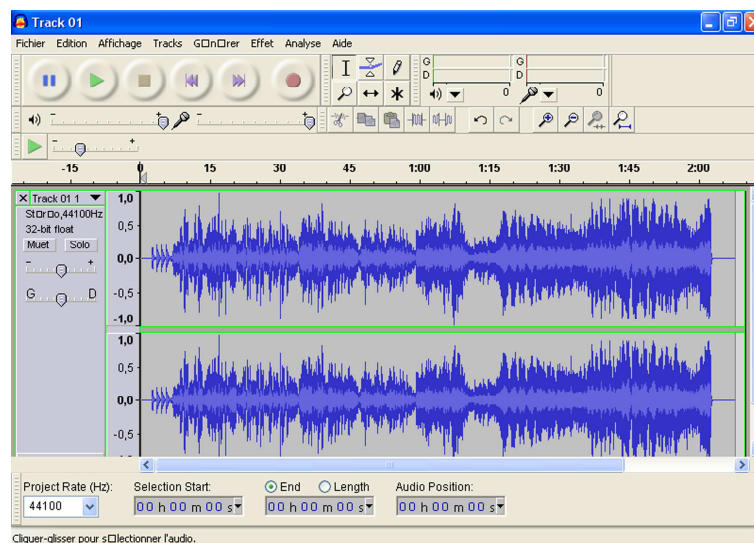 Track 01
Fichier Edition Affichage Tracks G□n□rer Effet Analyse Aide
G
D
0
G
D
0
- +
- +
- +
-15 0 15 30 45 1:00 1:15 1:30 1:45 2:00
Track 01 1
St□r□o,44100Hz
32-bit float
Muet Solo
- +
G D
1,0
0,5
0,0
-0,5
-1,0
1,0
0,5
0,0
-0,5
Project Rate (Hz): Selection Start: End Length Audio Position:
44100 00 h 00 m 00 s 00 h 00 m 00 s 00 h 00 m 00 s
Cliquer-glisser pour s□lectionner l'audio.